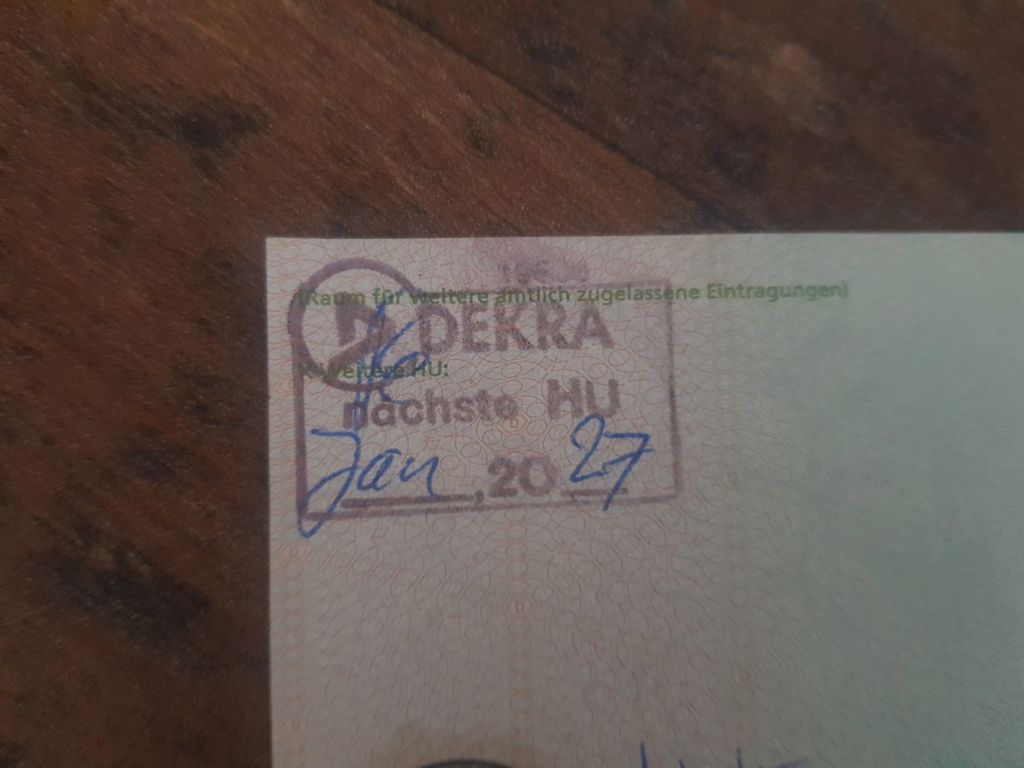 (Raum für weitere amtlich zugelassene Eintragungen)
DEKRA
Weitere HU:
nächste HU
Jan, 2027